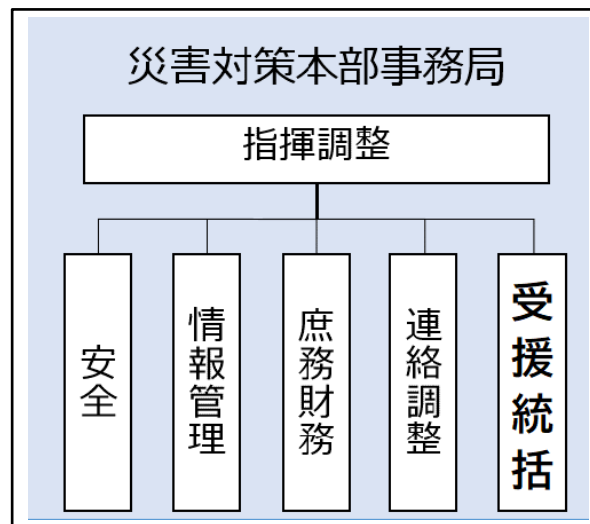 災害対策本部事務局
指揮調整
安全
情報管理
庶務財務
連絡調整
受援統括